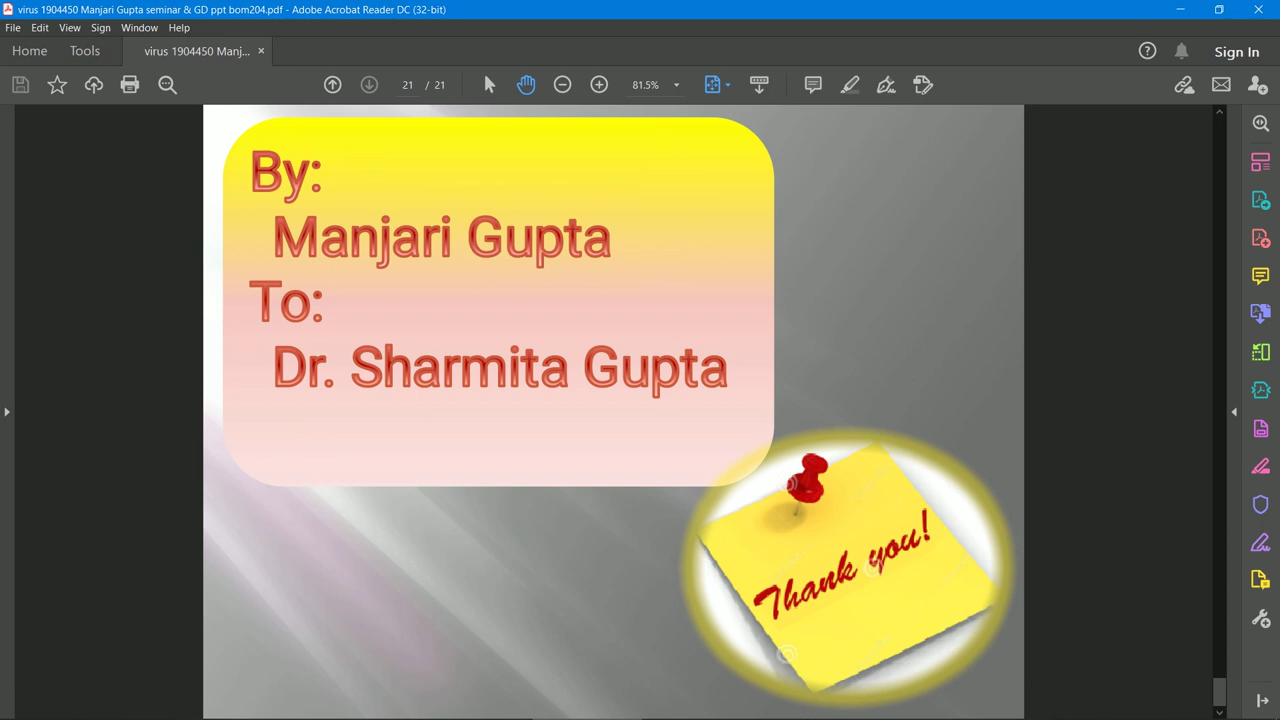 virus 1904450 Manjari Gupta seminar & GD ppt bom204.pdf - Adobe Acrobat Reader DC (32-bit)
File Edit View Sign Window Help
Home Tools virus 1904450 Manj... × Sign In
21 / 21 81.5%
By:
Manjari Gupta
To:
Dr. Sharmita Gupta
Thank you!